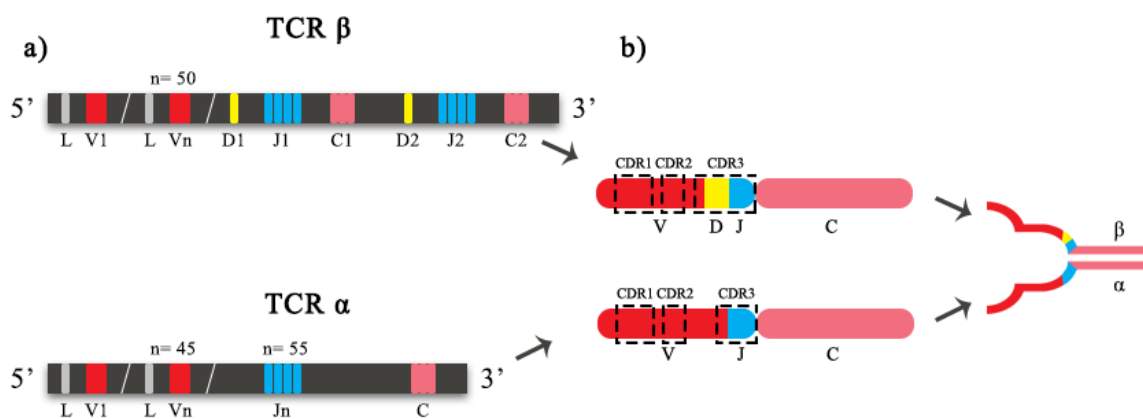 TCR β
a)
b)
n= 50
5’ 3’
L V1 L Vn D1 J1 C1 D2 J2 C2
CDR1 CDR2 CDR3
V D J C
β
α
TCR α
CDR1 CDR2 CDR3
V J C
n= 45 n= 55
5’ 3’
L V1 L Vn Jn C